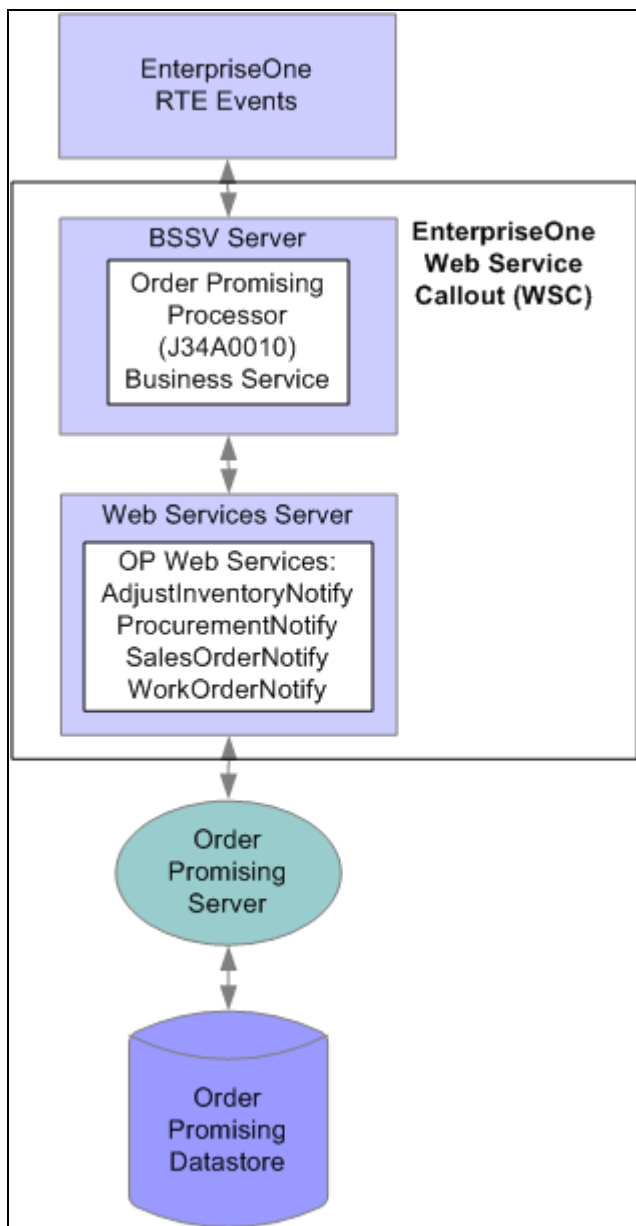 EnterpriseOne
RTE Events
BSSV Server
EnterpriseOne
Web Service
Callout (WSC)
Order Promising
Processor
(J34A0010)
Business Service
Web Services Server
OP Web Services:
AdjustInventoryNotify
ProcurementNotify
SalesOrderNotify
WorkOrderNotify
Order
Promising
Server
Order
Promising
Datastore